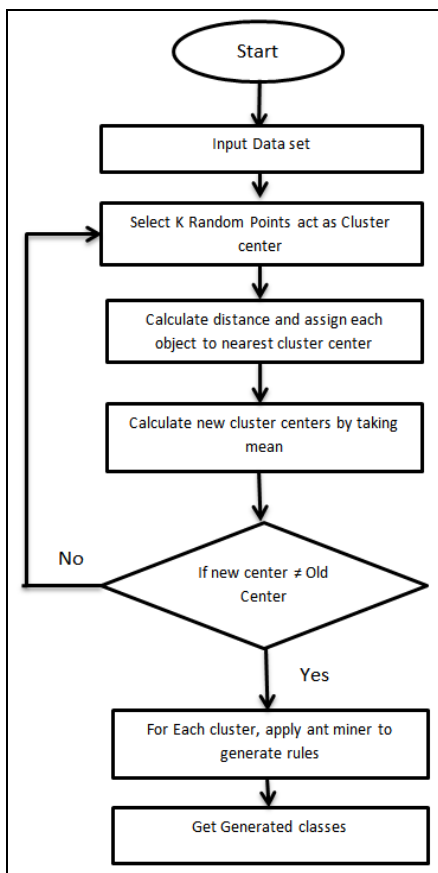 Start
Input Data set
Select K Random Points act as Cluster
center
Calculate distance and assign each
object to nearest cluster center
Calculate new cluster centers by taking
mean
No
If new center ≠ Old
Center
Yes
For Each cluster, apply ant miner to
generate rules
Get Generated classes